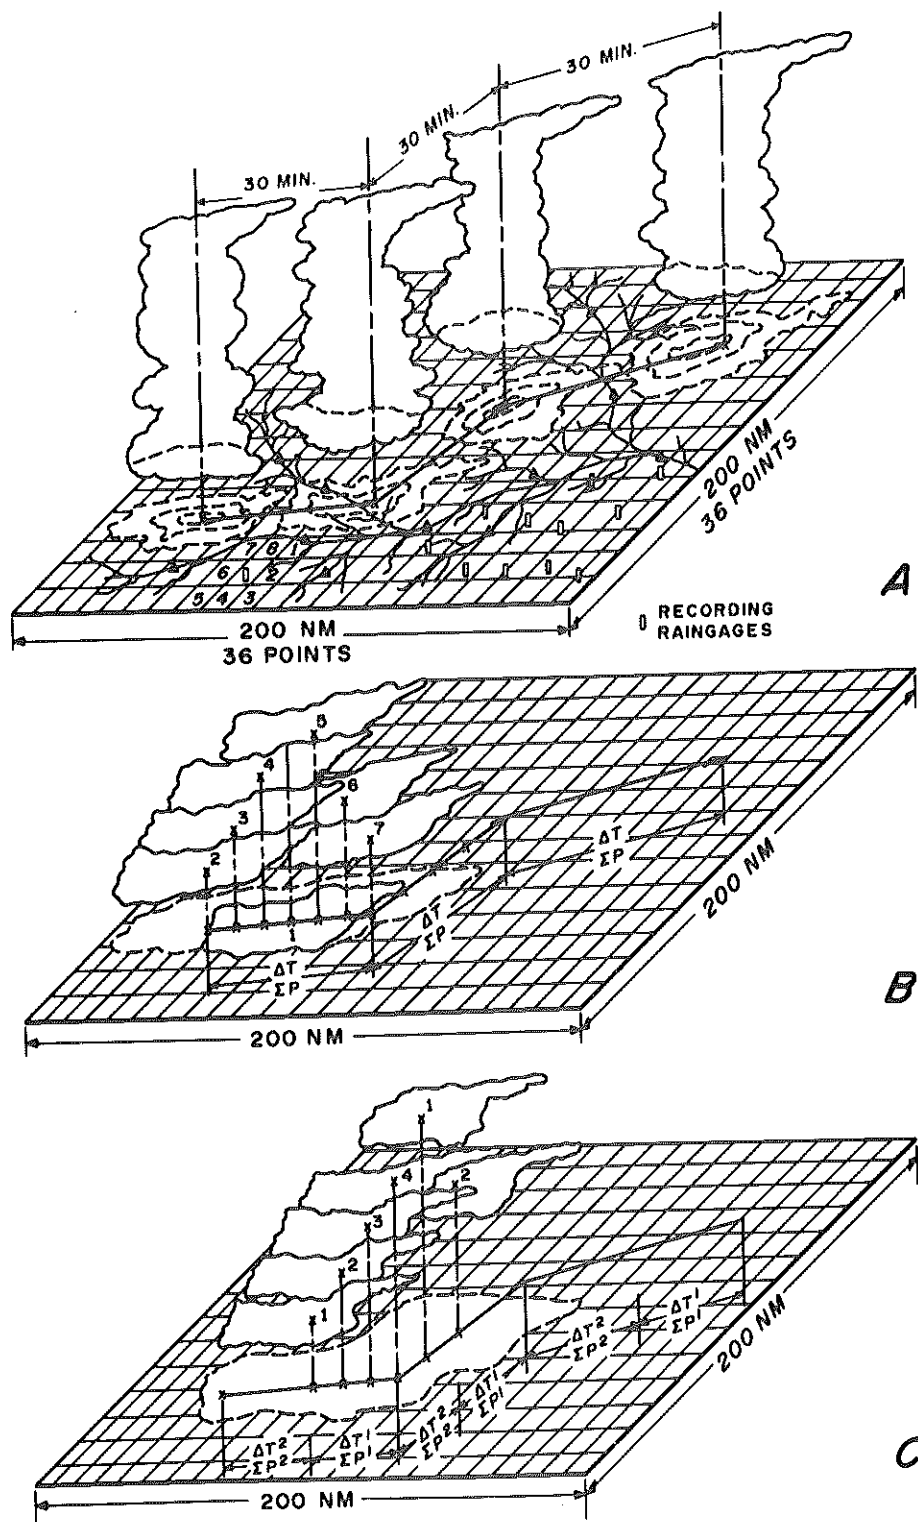 30 MIN.
30 MIN.
30 MIN.
7 8 1
6 2
5 4 3
200 NM
36 POINTS
200 NM
36 POINTS
RECORDING
RAINGAGES
A
5
4
6
3
7
2
1
ΔT
ΣP
ΔT
ΣP
ΔT
ΣP
200 NM
200 NM
B
1
4
2
3
2
1
ΔT²
ΣP²
ΔT¹
ΣP¹
ΔT²
ΣP²
ΔT¹
ΣP¹
ΔT²
ΣP²
ΔT¹
ΣP¹
200 NM
200 NM
C